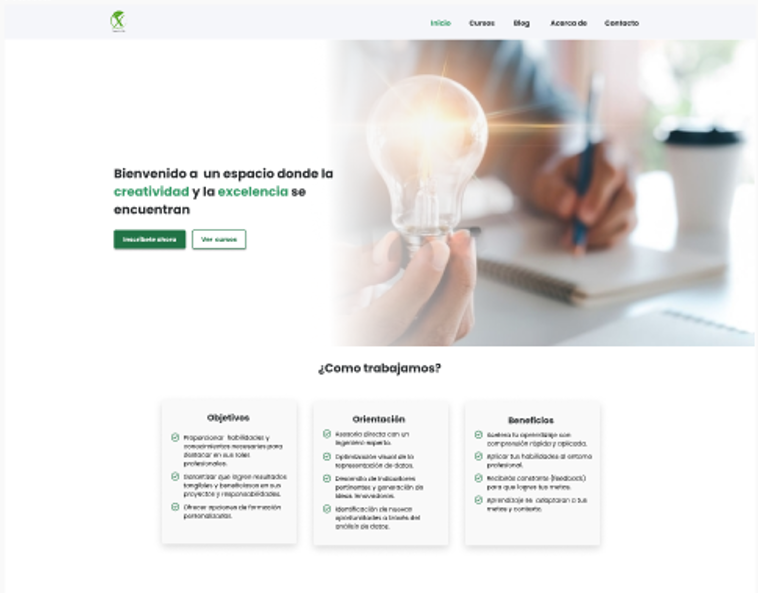 Inicio Cursos Blog Acerca de Contacto
Bienvenido a un espacio donde la
creatividad y la excelencia se
encuentran
Inscríbete ahora Ver cursos
¿Como trabajamos?
Objetivos
Proporcionar habilidades y
conocimientos necesarios para
destacar en sus roles
profesionales.
Garantizar que logren resultados
tangibles y beneficiosos en sus
proyectos y responsabilidades.
Ofrecer opciones de formación
personalizadas.
Orientación
Asesoría directa con un
ingeniero experto.
Optimización visual de la
representación de datos.
Desarrollo de indicadores
pertinentes y generación de
ideas innovadoras.
Identificación de nuevas
oportunidades a través del
análisis de datos.
Beneficios
Acelera tu aprendizaje con
comprensión rápida y aplicada.
Aplicar tus habilidades al entorno
profesional.
Recibirás constante (feedback)
para que logres tus metas.
Aprendizaje se adaptaran a tus
metas y contexto.